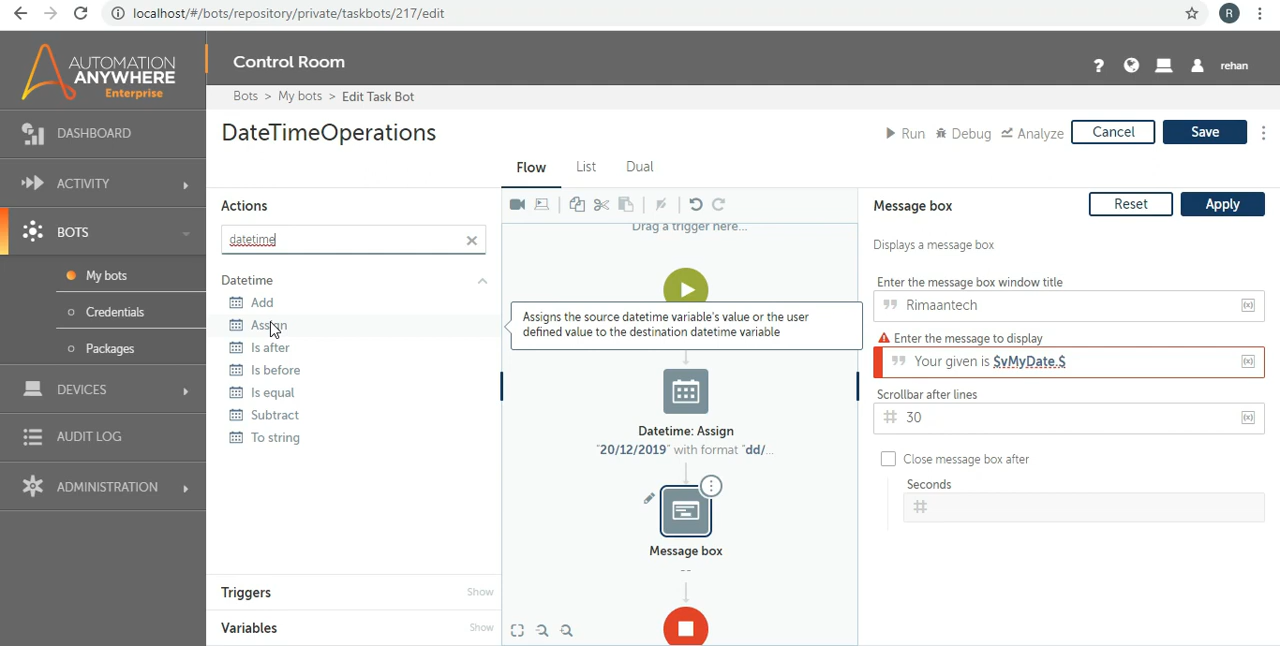 localhost/#/bots/repository/private/taskbots/217/edit
R
AUTOMATION
ANYWHERE
Enterprise
Control Room
?
rehan
Bots > My bots > Edit Task Bot
DASHBOARD
ACTIVITY
BOTS
My bots
Credentials
Packages
DEVICES
AUDIT LOG
ADMINISTRATION
DateTimeOperations
Run
Debug
Analyze
Cancel
Save
Flow
List
Dual
Actions
datetime
Datetime
Add
Assign
Is after
Is before
Is equal
Subtract
To string
Triggers
Show
Variables
Show
Drag a trigger here...
Assigns the source datetime variable's value or the user
defined value to the destination datetime variable
Datetime: Assign
"20/12/2019" with format "dd/...
Message box
--
Message box
Reset
Apply
Displays a message box
Enter the message box window title
Rimaantech
(x)
Enter the message to display
Your given is $vMyDate.$
(x)
Scrollbar after lines
30
(x)
Close message box after
Seconds